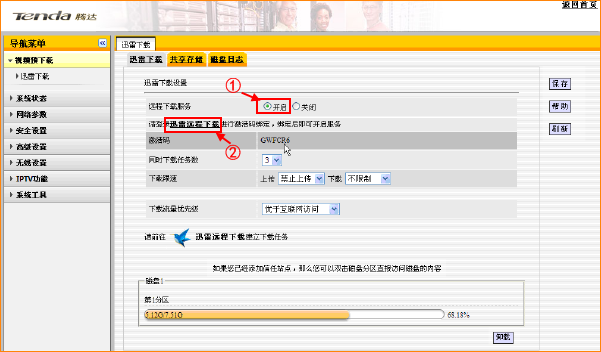 返回首页
Tenda 腾达
导航菜单
视频预下载
迅雷下载
系统状态
网络参数
安全设置
高级设置
无线设置
IPTV功能
系统工具
迅雷下载
迅雷下载 共享存储 磁盘日志
①
迅雷下载设置
保存
远程下载服务 开启 关闭
帮助
请登录迅雷远程下载进行激活码绑定，绑定后即可开启服务
刷新
②
激活码 GWFCR6
同时下载任务数 3
下载限速 上传 禁止上传 下载 不限制
下载流量优先级 优于互联网访问
请前往 迅雷远程下载建立下载任务
如果您已经添加信任站点，那么您可以双击磁盘分区直接访问磁盘的内容
磁盘1
第1分区
5.12G/7.51G 68.18%
卸载